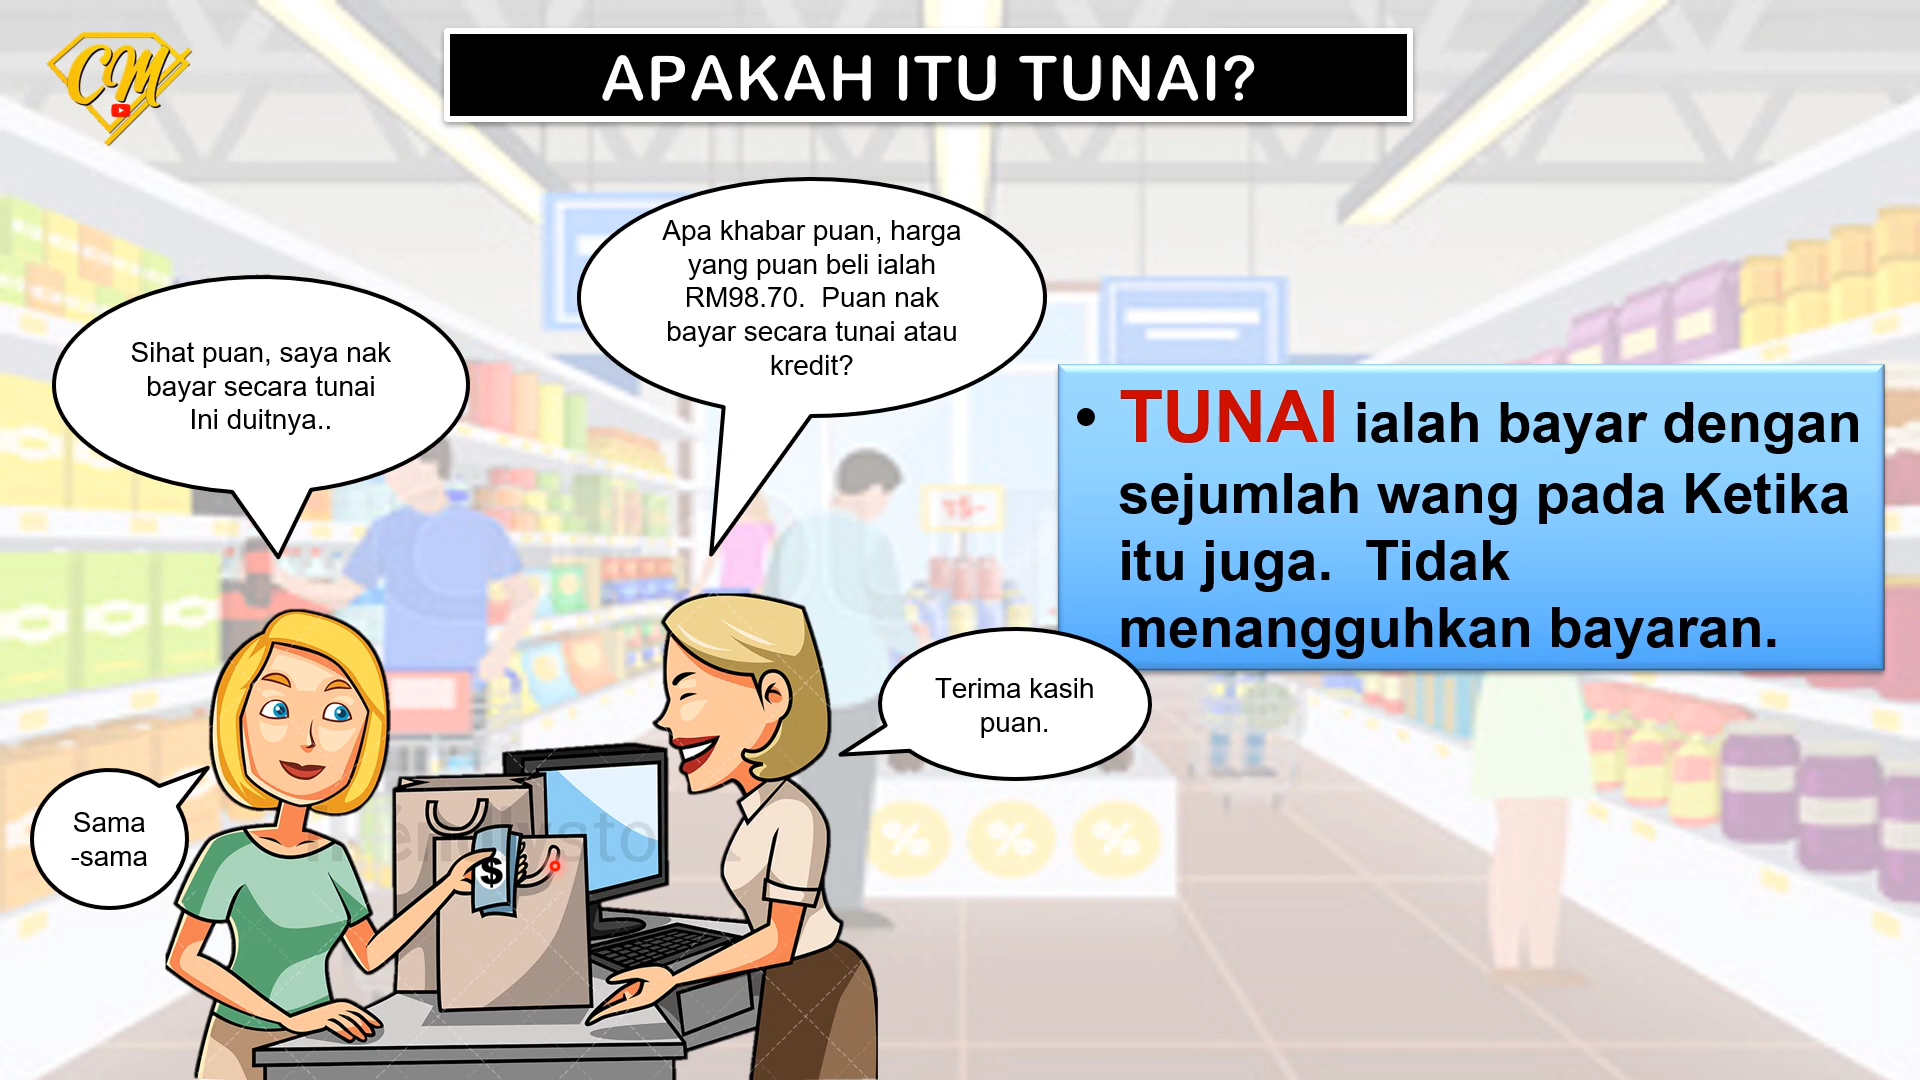 CM
APAKAH ITU TUNAI?
Apa khabar puan, harga
yang puan beli ialah
RM98.70.  Puan nak
bayar secara tunai atau
kredit?
Sihat puan, saya nak
bayar secara tunai
Ini duitnya..
• TUNAI ialah bayar dengan
sejumlah wang pada Ketika
itu juga.  Tidak
menangguhkan bayaran.
Terima kasih
puan.
Sama
-sama
$
% % %